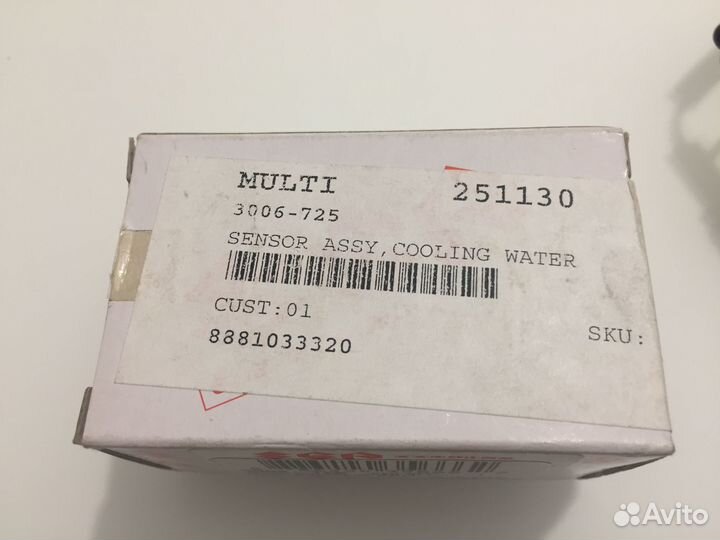 MULTI 251130
3006-725
SENSOR ASSY,COOLING WATER
CUST:01
SKU:
8881033320
Avito